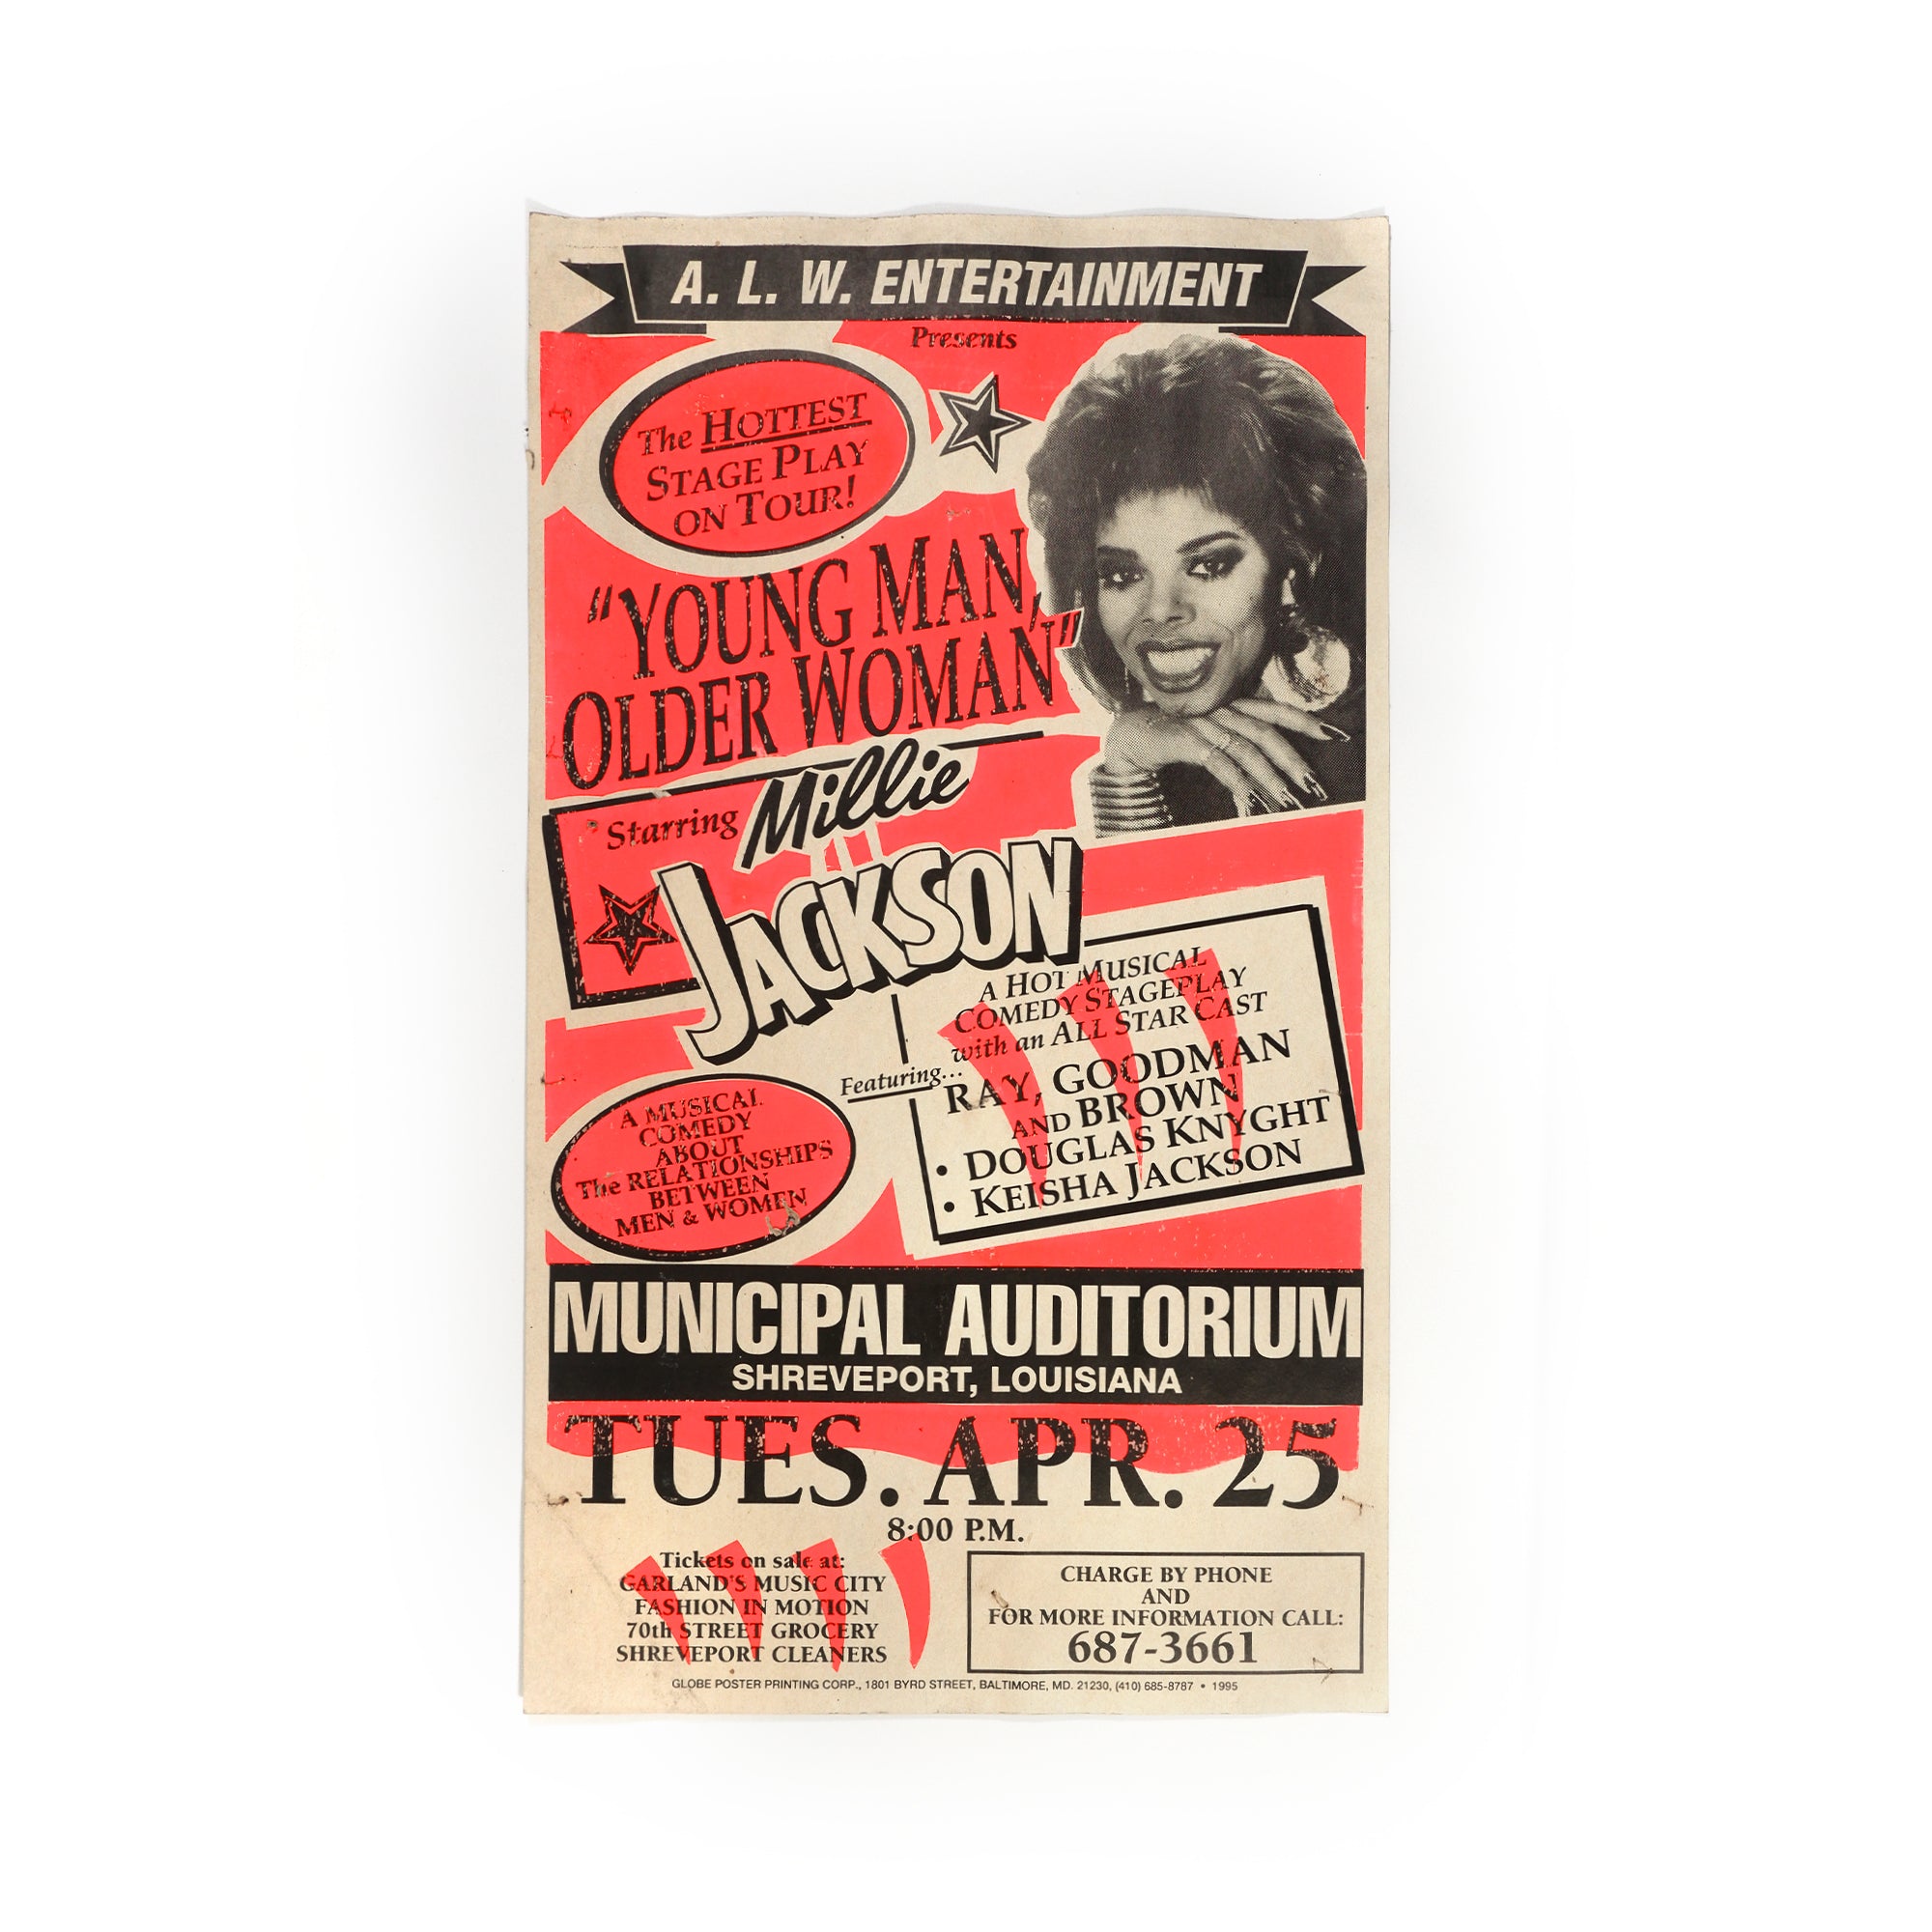 A. L. W. ENTERTAINMENT
Presents
The HOTTEST
STAGE PLAY
ON TOUR!
"YOUNG MAN,
OLDER WOMAN"
Starring Millie
JACKSON
A HOT MUSICAL
COMEDY STAGEPLAY
with an ALL STAR CAST
Featuring...
RAY, GOODMAN
AND BROWN
• DOUGLAS KNYGHT
• KEISHA JACKSON
A MUSICAL
COMEDY
ABOUT
The RELATIONSHIPS
BETWEEN
MEN & WOMEN
MUNICIPAL AUDITORIUM
SHREVEPORT, LOUISIANA
TUES. APR. 25
8:00 P.M.
Tickets on sale at:
GARLAND'S MUSIC CITY
FASHION IN MOTION
70th STREET GROCERY
SHREVEPORT CLEANERS
CHARGE BY PHONE
AND
FOR MORE INFORMATION CALL:
687-3661
GLOBE POSTER PRINTING CORP., 1801 BYRD STREET, BALTIMORE, MD. 21230, (410) 685-8787 • 1995